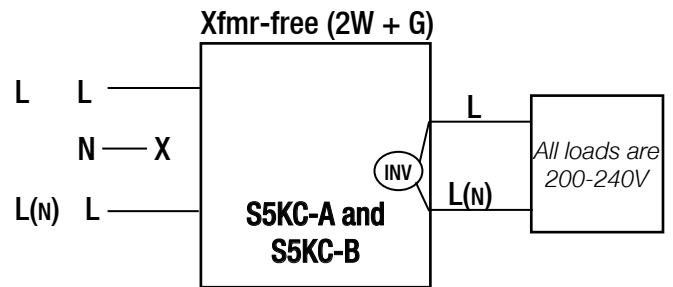 Xfmr-free (2W + G)
L L
L
N X
INV
All loads are
200-240V
L(N) L
L(N)
S5KC-A and
S5KC-B